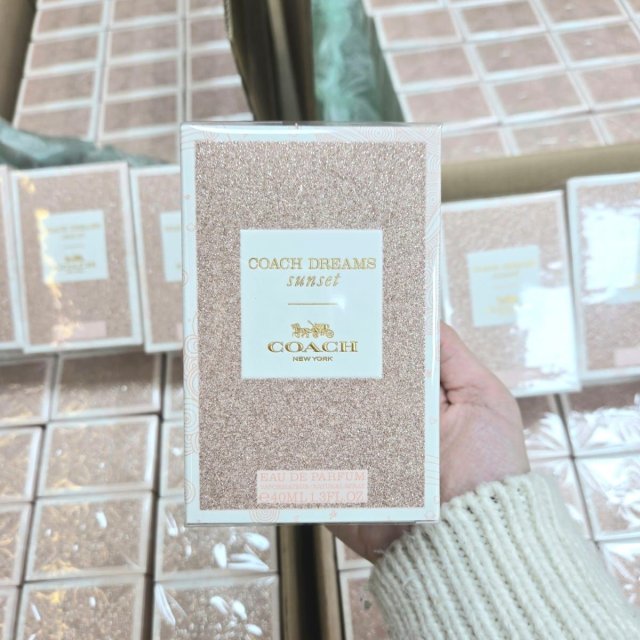 COACH DREAMS
sunset
COACH
NEW YORK
EAU DE PARFUM
℮40ML 1.3FL.OZ